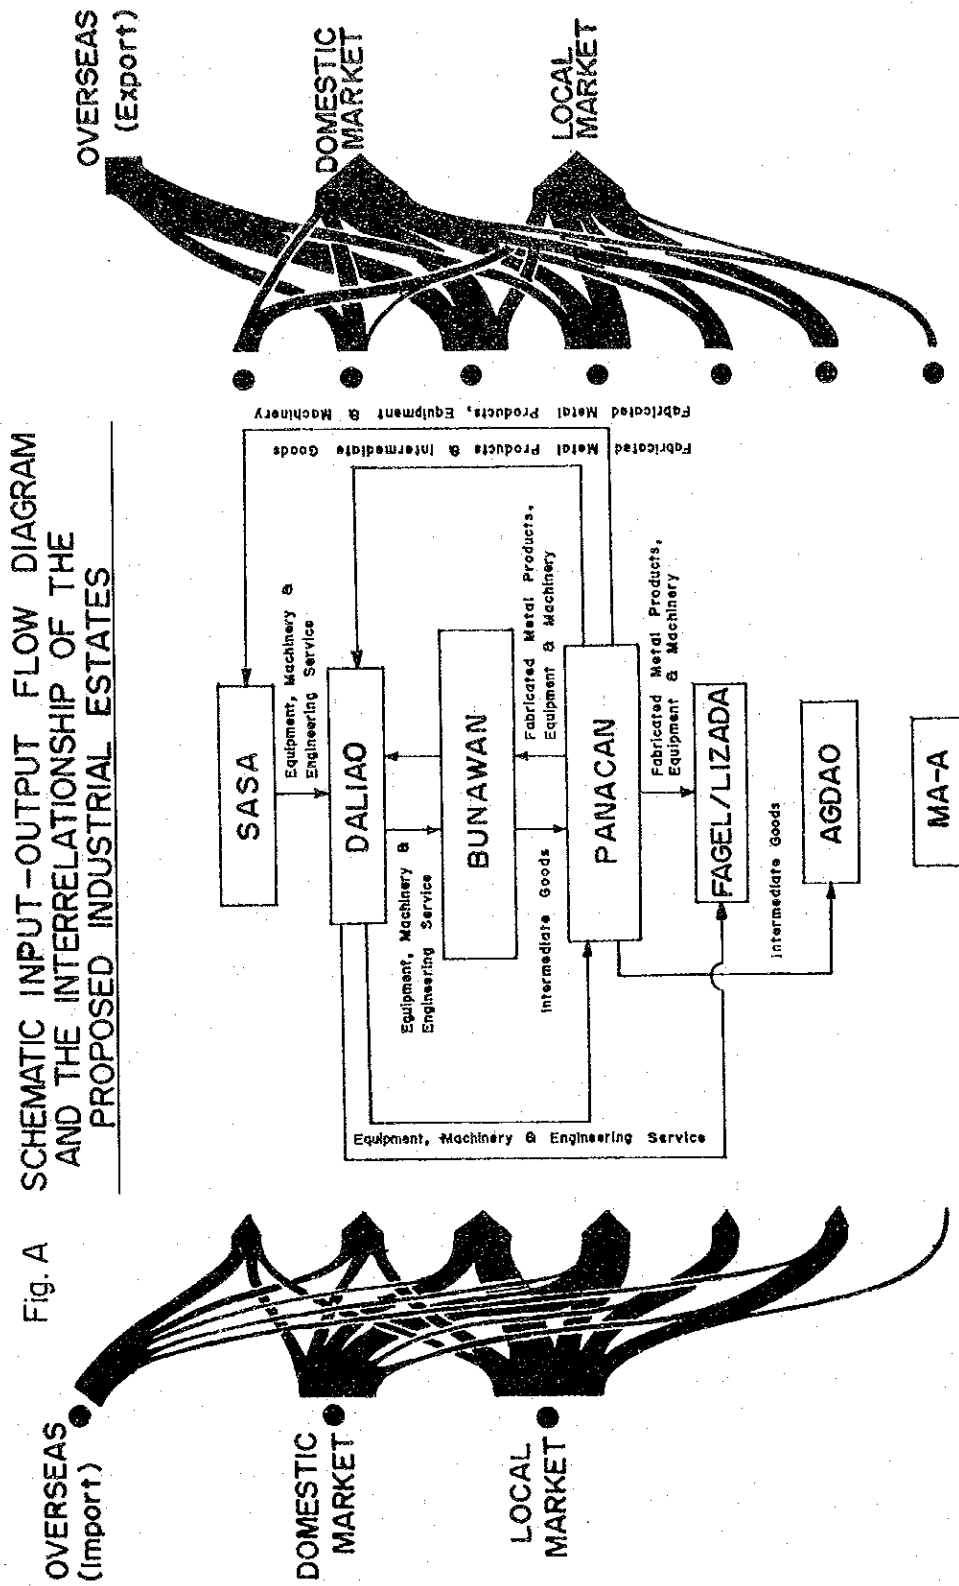 Fig. A SCHEMATIC INPUT-OUTPUT FLOW DIAGRAM
AND THE INTERRELATIONSHIP OF THE
PROPOSED INDUSTRIAL ESTATES
OVERSEAS
(Import)
DOMESTIC
MARKET
LOCAL
MARKET
SASA
Equipment, Machinery &
Engineering Service
DALIAO
Equipment, Machinery &
Engineering Service
BUNAWAN
Fabricated Metal Products,
Equipment & Machinery
Intermediate Goods
PANACAN
Fabricated Metal Products,
Equipment & Machinery
FAGEL/LIZADA
Intermediate Goods
AGDAO
MA-A
Equipment, Machinery & Engineering Service
Fabricated Metal Products & Intermediate Goods
Fabricated Metal Products, Equipment & Machinery
OVERSEAS
(Export)
DOMESTIC
MARKET
LOCAL
MARKET